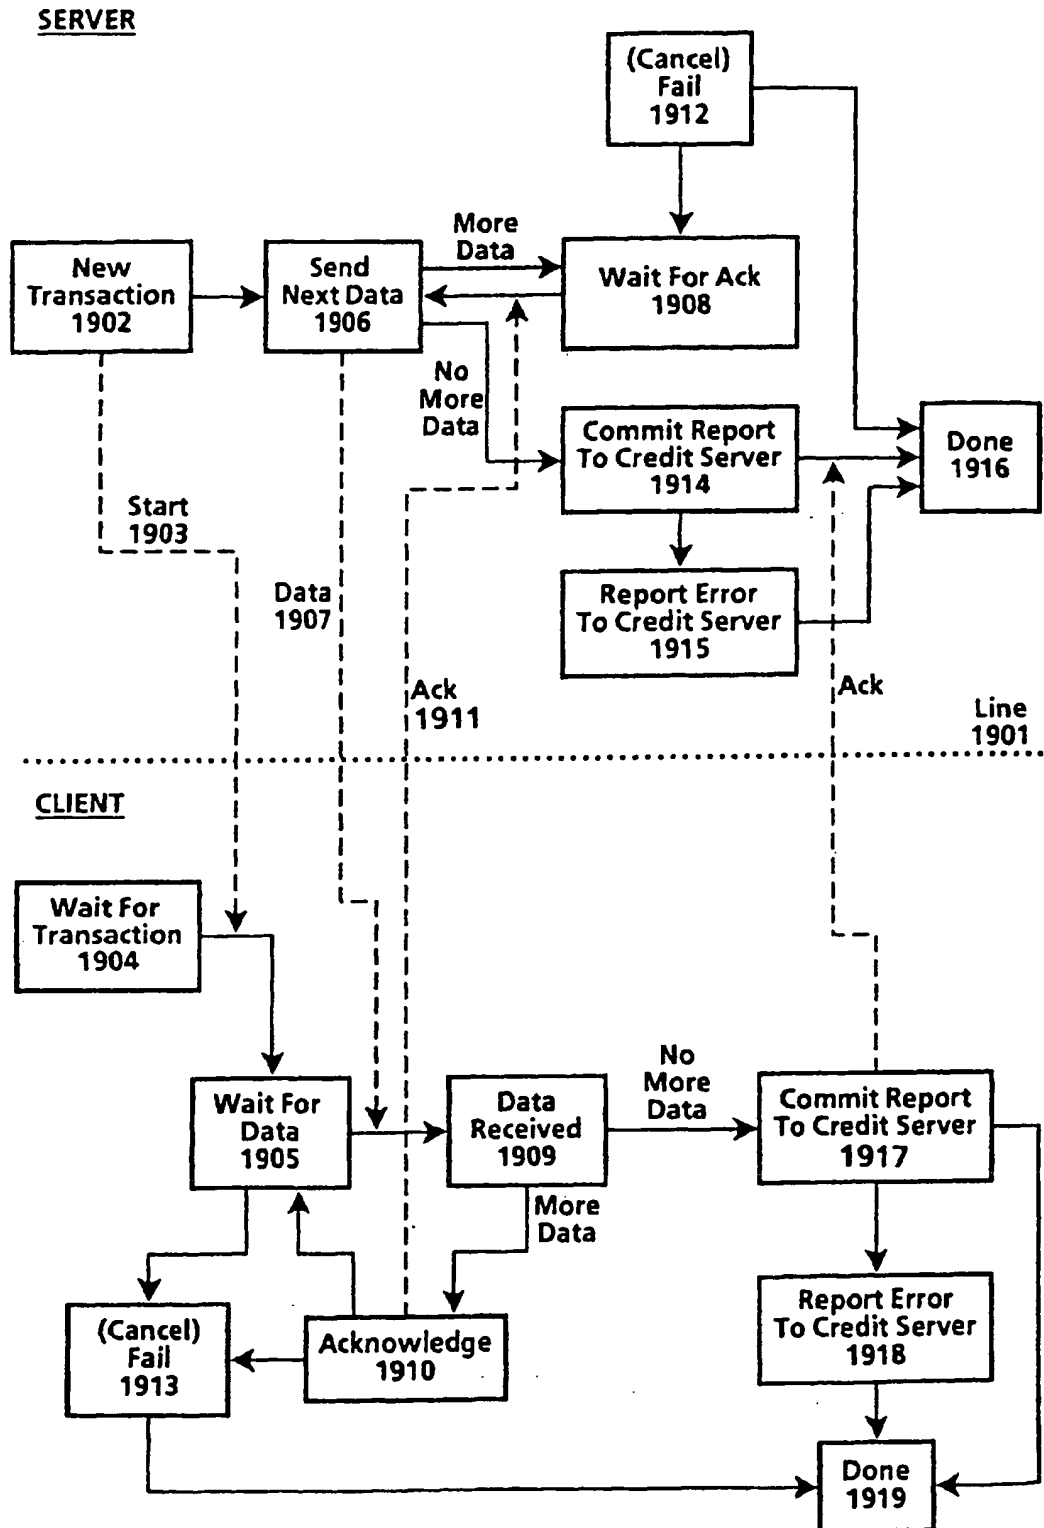 SERVER
(Cancel)
Fail
1912
New
Transaction
1902
Send
Next Data
1906
More
Data
Wait For Ack
1908
No
More
Data
Commit Report
To Credit Server
1914
Done
1916
Start
1903
Data
1907
Report Error
To Credit Server
1915
Ack
1911
Ack
Line
1901
CLIENT
Wait For
Transaction
1904
Wait For
Data
1905
Data
Received
1909
No
More
Data
Commit Report
To Credit Server
1917
More
Data
(Cancel)
Fail
1913
Acknowledge
1910
Report Error
To Credit Server
1918
Done
1919